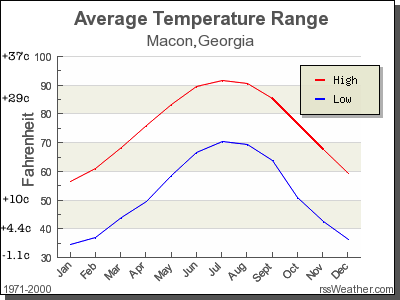 Average Temperature Range
Macon,Georgia
+37c 100
90
+29c 80
70
60
+10c 50
+4.4c 40
-1.1c 30
Fahrenheit
High
Low
Jan Feb Mar Apr May Jun Jul Aug Sept Oct Nov Dec
1971-2000 rssWeather.com